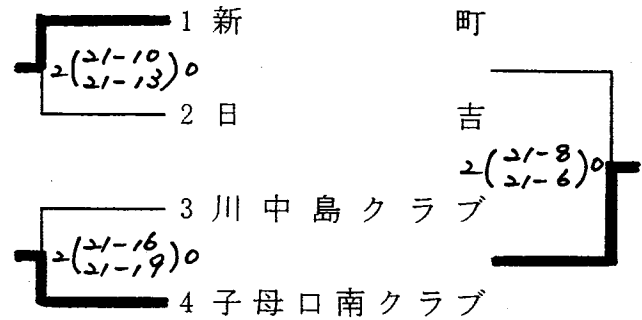 1 新町
2(21-10 21-13)0
2 日吉
2(21-8 21-6)0
3 川中島クラブ
2(21-16 21-19)0
4 子母口南クラブ